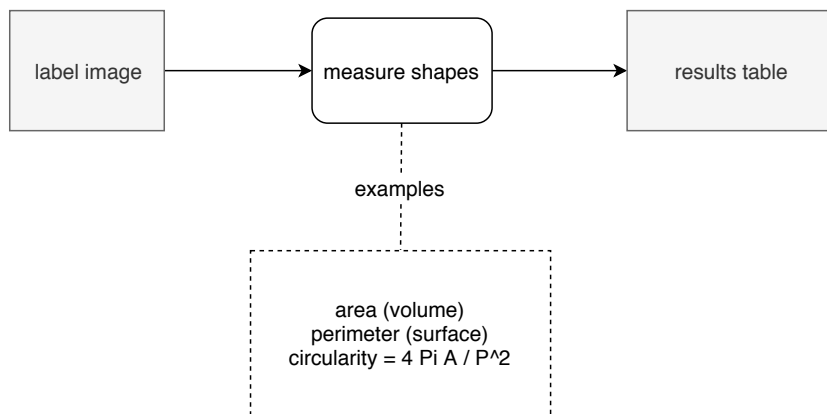 label image
measure shapes
results table
examples
area (volume)
perimeter (surface)
circularity = 4 Pi A / P^2